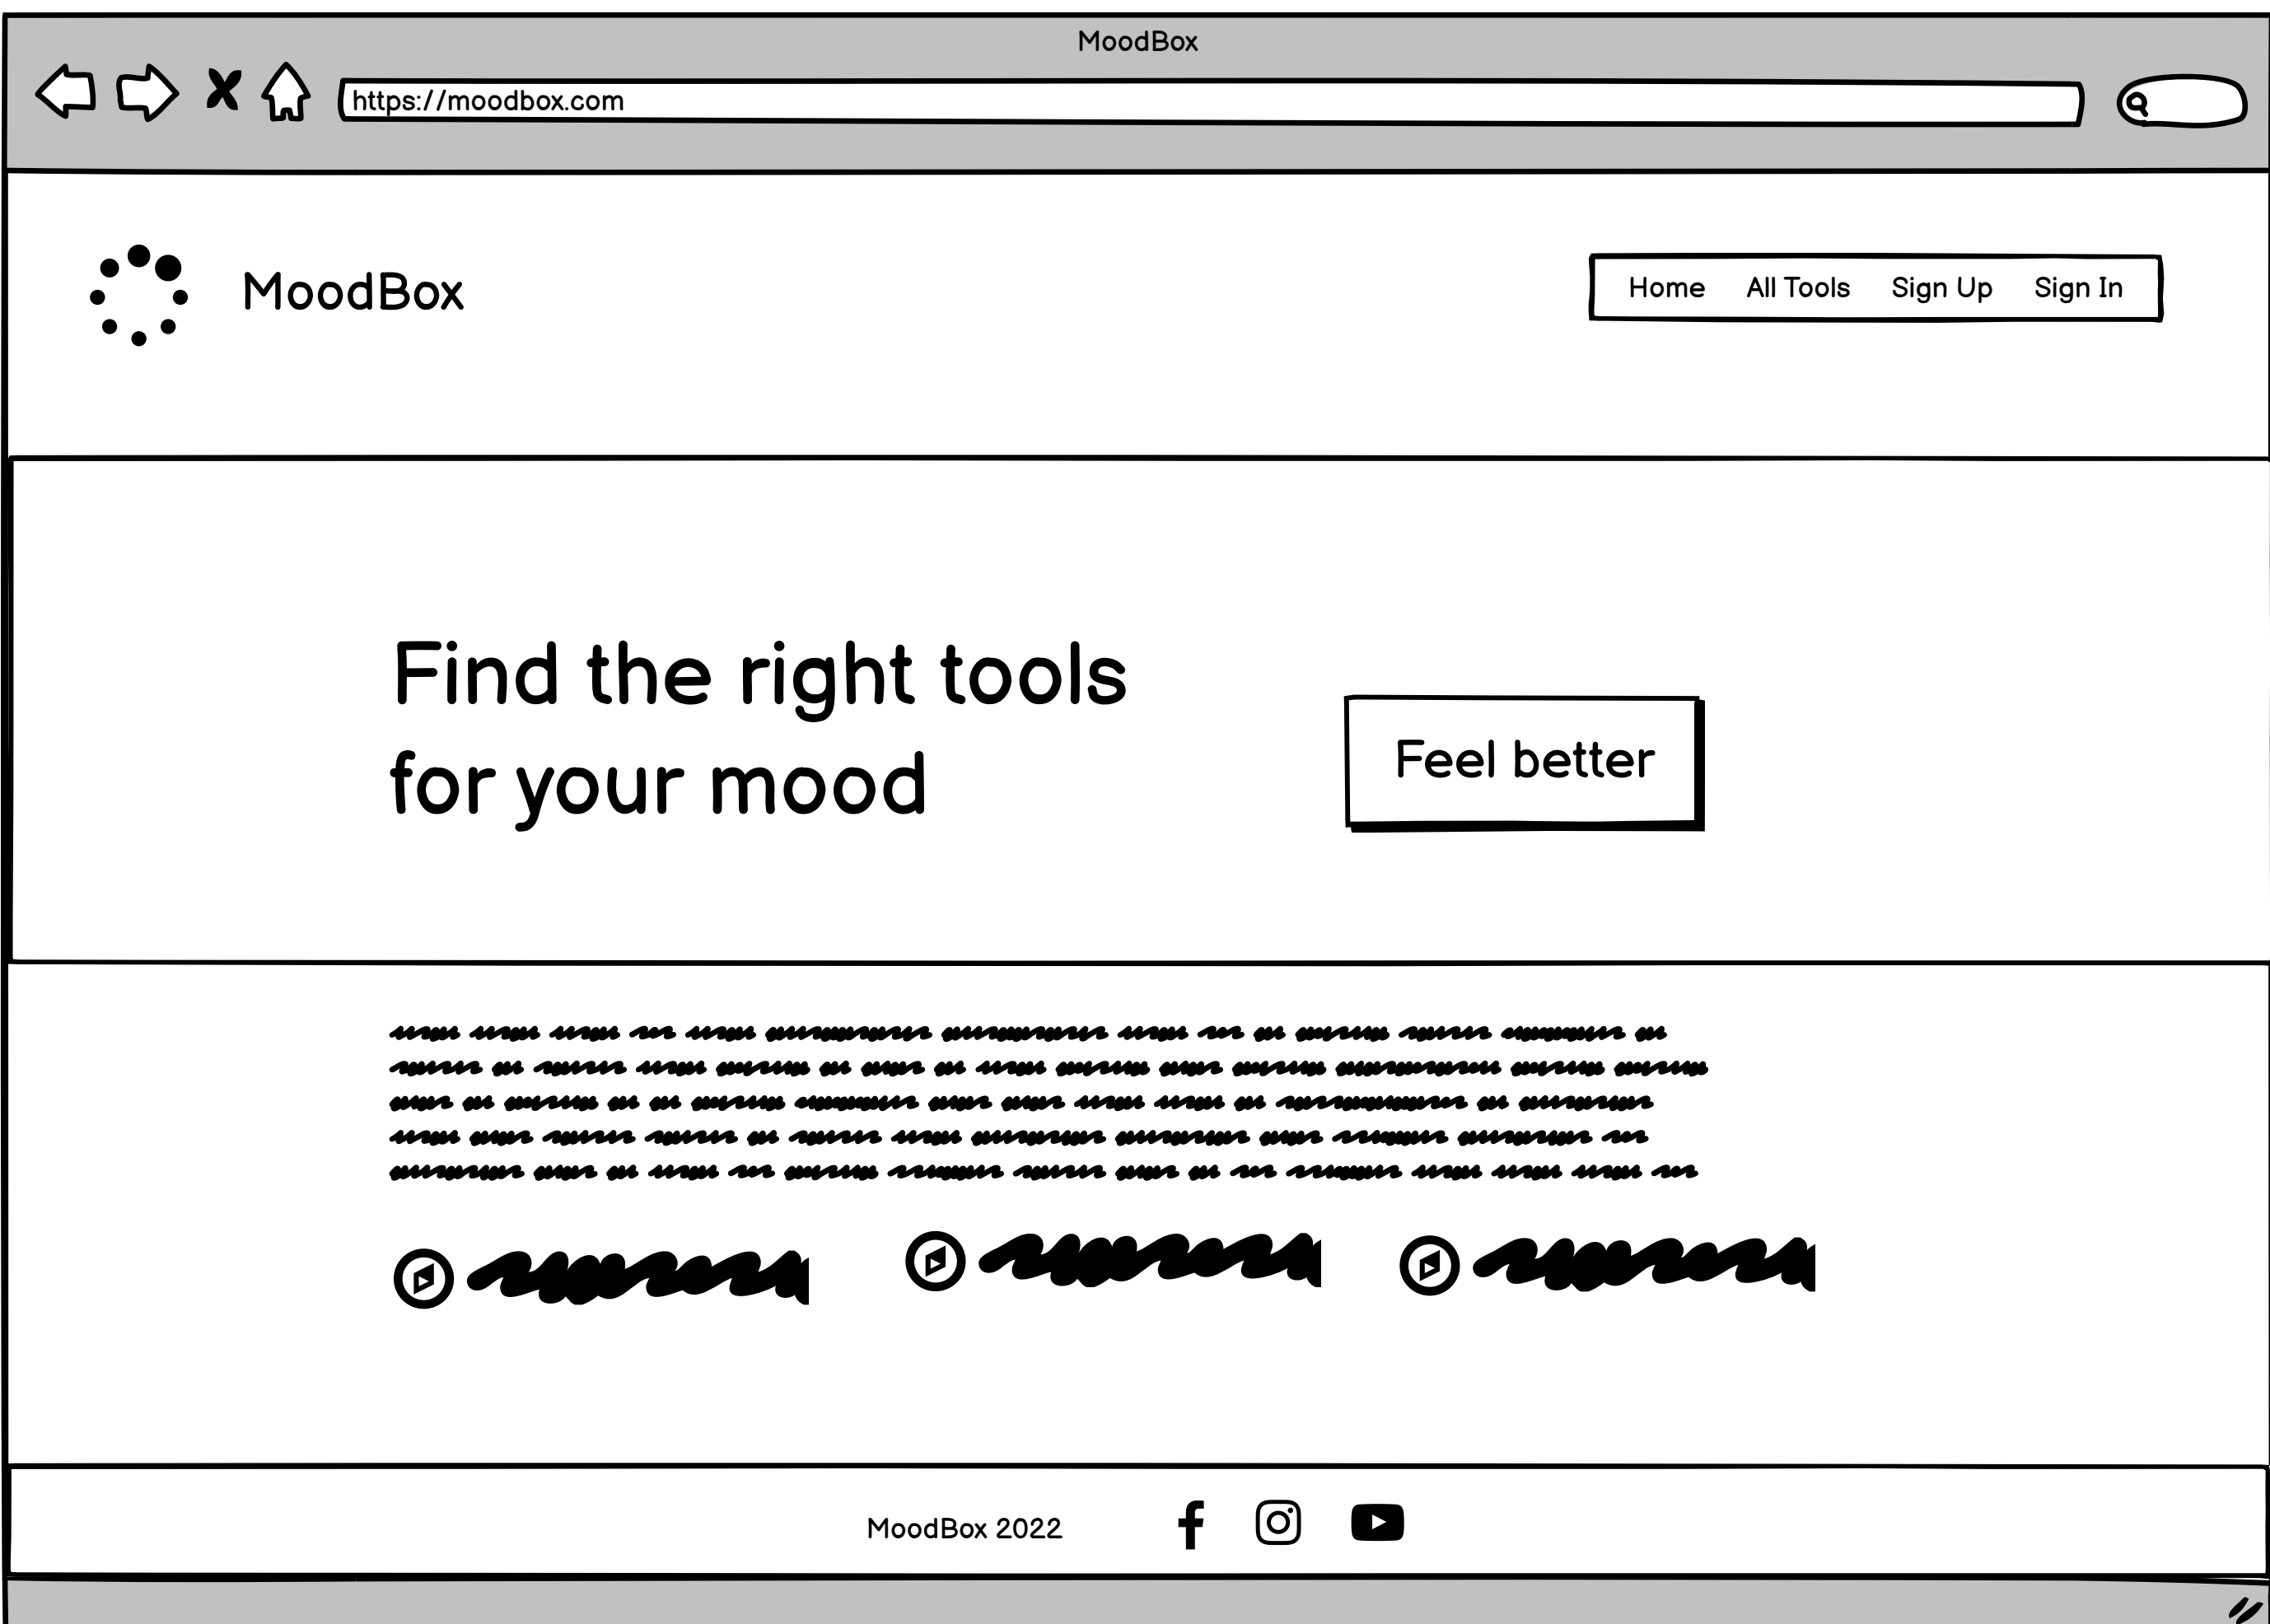 MoodBox
https://moodbox.com
MoodBox
Home All Tools Sign Up Sign In
Find the right tools
for your mood
Feel better
MoodBox 2022